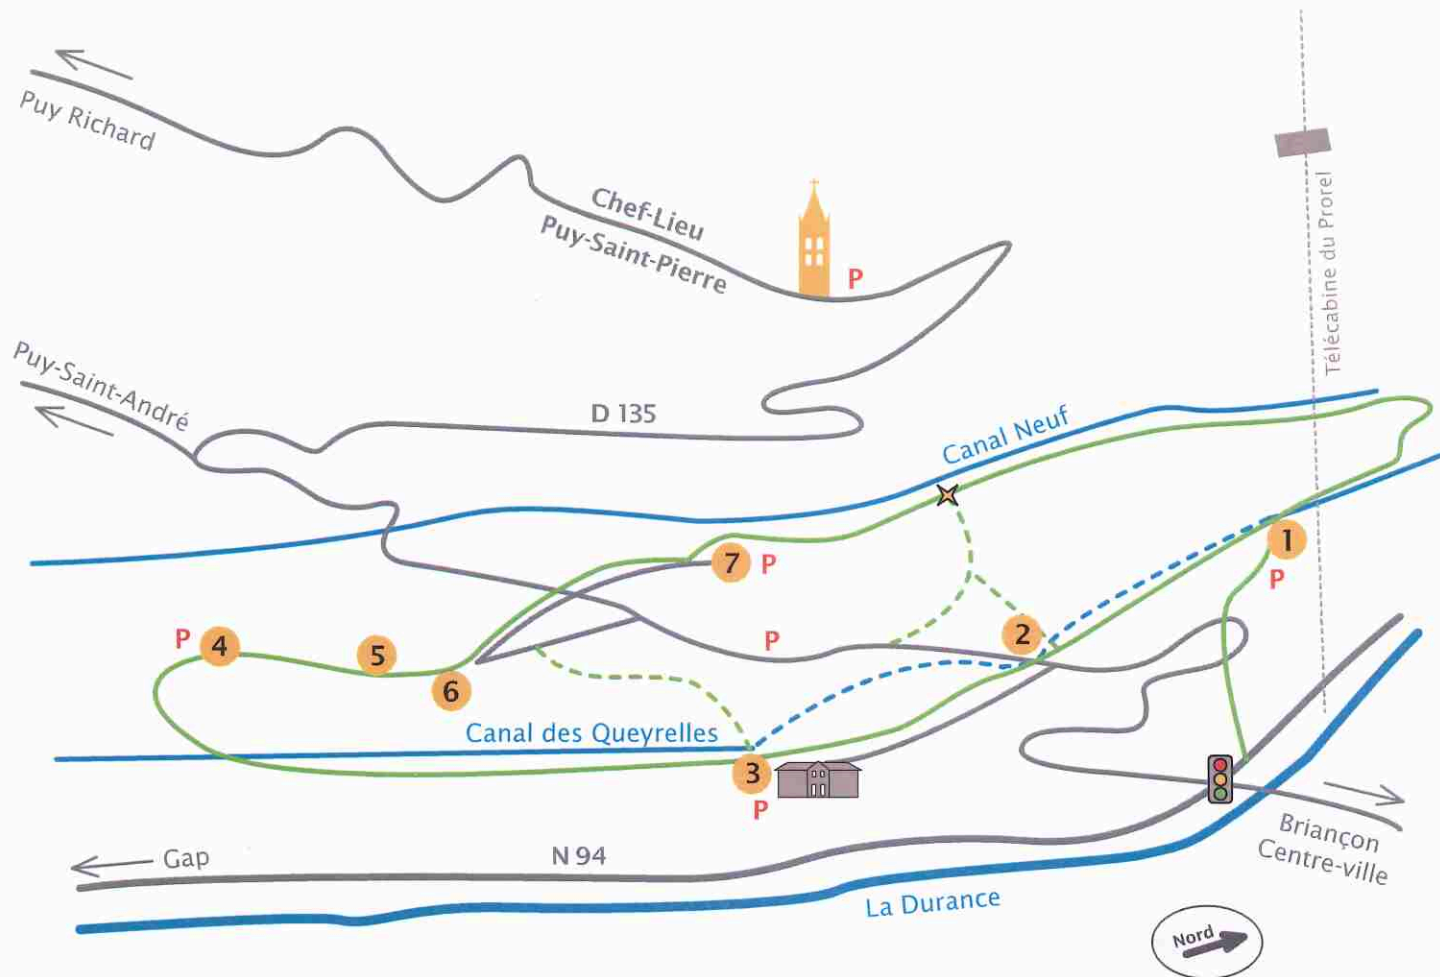 Puy Richard
Chef-Lieu
Puy-Saint-Pierre
P
Télécabine du Prorel
Puy-Saint-André
D 135
Canal Neuf
1
P
7
P
2
P
P
4
5
6
Canal des Queyrelles
3
P
Gap
N 94
Briançon
Centre-ville
La Durance
Nord